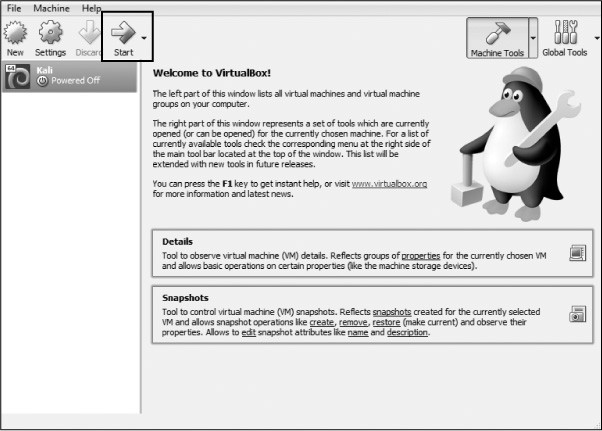 File Machine Help
New Settings Discard Start Machine Tools Global Tools
64
Kali
Powered Off
Welcome to VirtualBox!
The left part of this window lists all virtual machines and virtual machine
groups on your computer.
The right part of this window represents a set of tools which are currently
opened (or can be opened) for the currently chosen machine. For a list of
currently available tools check the corresponding menu at the right side of
the main tool bar located at the top of the window. This list will be
extended with new tools in future releases.
You can press the F1 key to get instant help, or visit www.virtualbox.org
for more information and latest news.
Details
Tool to observe virtual machine (VM) details. Reflects groups of properties for the currently chosen VM
and allows basic operations on certain properties (like the machine storage devices).
Snapshots
Tool to control virtual machine (VM) snapshots. Reflects snapshots created for the currently selected
VM and allows snapshot operations like create, remove, restore (make current) and observe their
properties. Allows to edit snapshot attributes like name and description.